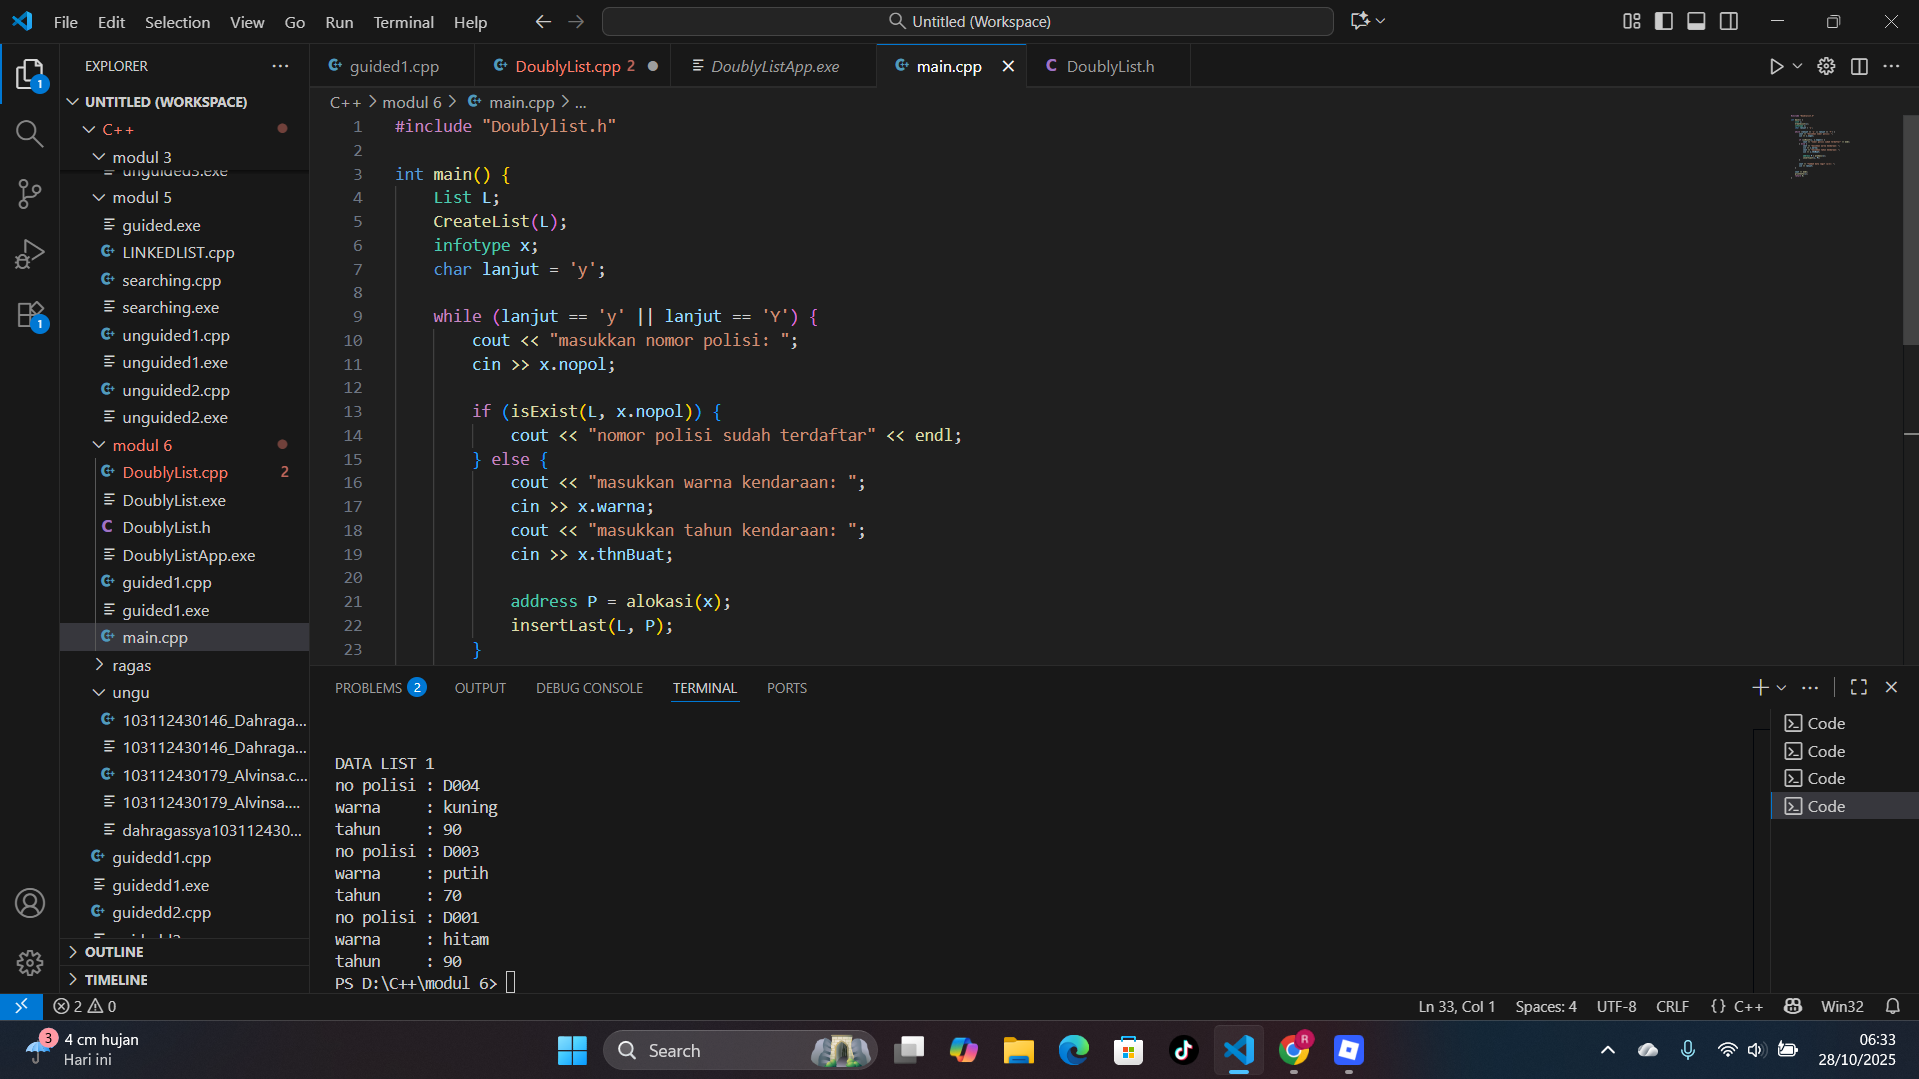 File Edit Selection View Go Run Terminal Help
Untitled (Workspace)
EXPLORER
guided1.cpp
DoublyList.cpp 2
DoublyListApp.exe
main.cpp
DoublyList.h
1
UNTITLED (WORKSPACE)
C++
modul 3
unguided3.exe
modul 5
guided.exe
LINKEDLIST.cpp
searching.cpp
searching.exe
unguided1.cpp
unguided1.exe
unguided2.cpp
unguided2.exe
modul 6
DoublyList.cpp 2
DoublyList.exe
DoublyList.h
DoublyListApp.exe
guided1.cpp
guided1.exe
main.cpp
ragas
ungu
103112430146_Dahraga...
103112430146_Dahraga...
103112430179_Alvinsa.c...
103112430179_Alvinsa....
dahragassya103112430...
guidedd1.cpp
guidedd1.exe
guidedd2.cpp
OUTLINE
TIMELINE
1
C++ > modul 6 > main.cpp > ...
1 #include "Doublylist.h"
2
3 int main() {
4 List L;
5 CreateList(L);
6 infotype x;
7 char lanjut = 'y';
8
9 while (lanjut == 'y' || lanjut == 'Y') {
10 cout << "masukkan nomor polisi: ";
11 cin >> x.nopol;
12
13 if (isExist(L, x.nopol)) {
14 cout << "nomor polisi sudah terdaftar" << endl;
15 } else {
16 cout << "masukkan warna kendaraan: ";
17 cin >> x.warna;
18 cout << "masukkan tahun kendaraan: ";
19 cin >> x.thnBuat;
20
21 address P = alokasi(x);
22 insertLast(L, P);
23 }
PROBLEMS 2 OUTPUT DEBUG CONSOLE TERMINAL PORTS
DATA LIST 1
no polisi : D004
warna : kuning
tahun : 90
no polisi : D003
warna : putih
tahun : 70
no polisi : D001
warna : hitam
tahun : 90
PS D:\C++\modul 6>
Code
Code
Code
Code
2 0
Ln 33, Col 1 Spaces: 4 UTF-8 CRLF {} C++ Win32
3
4 cm hujan
Hari ini
Search
R
06:33
28/10/2025